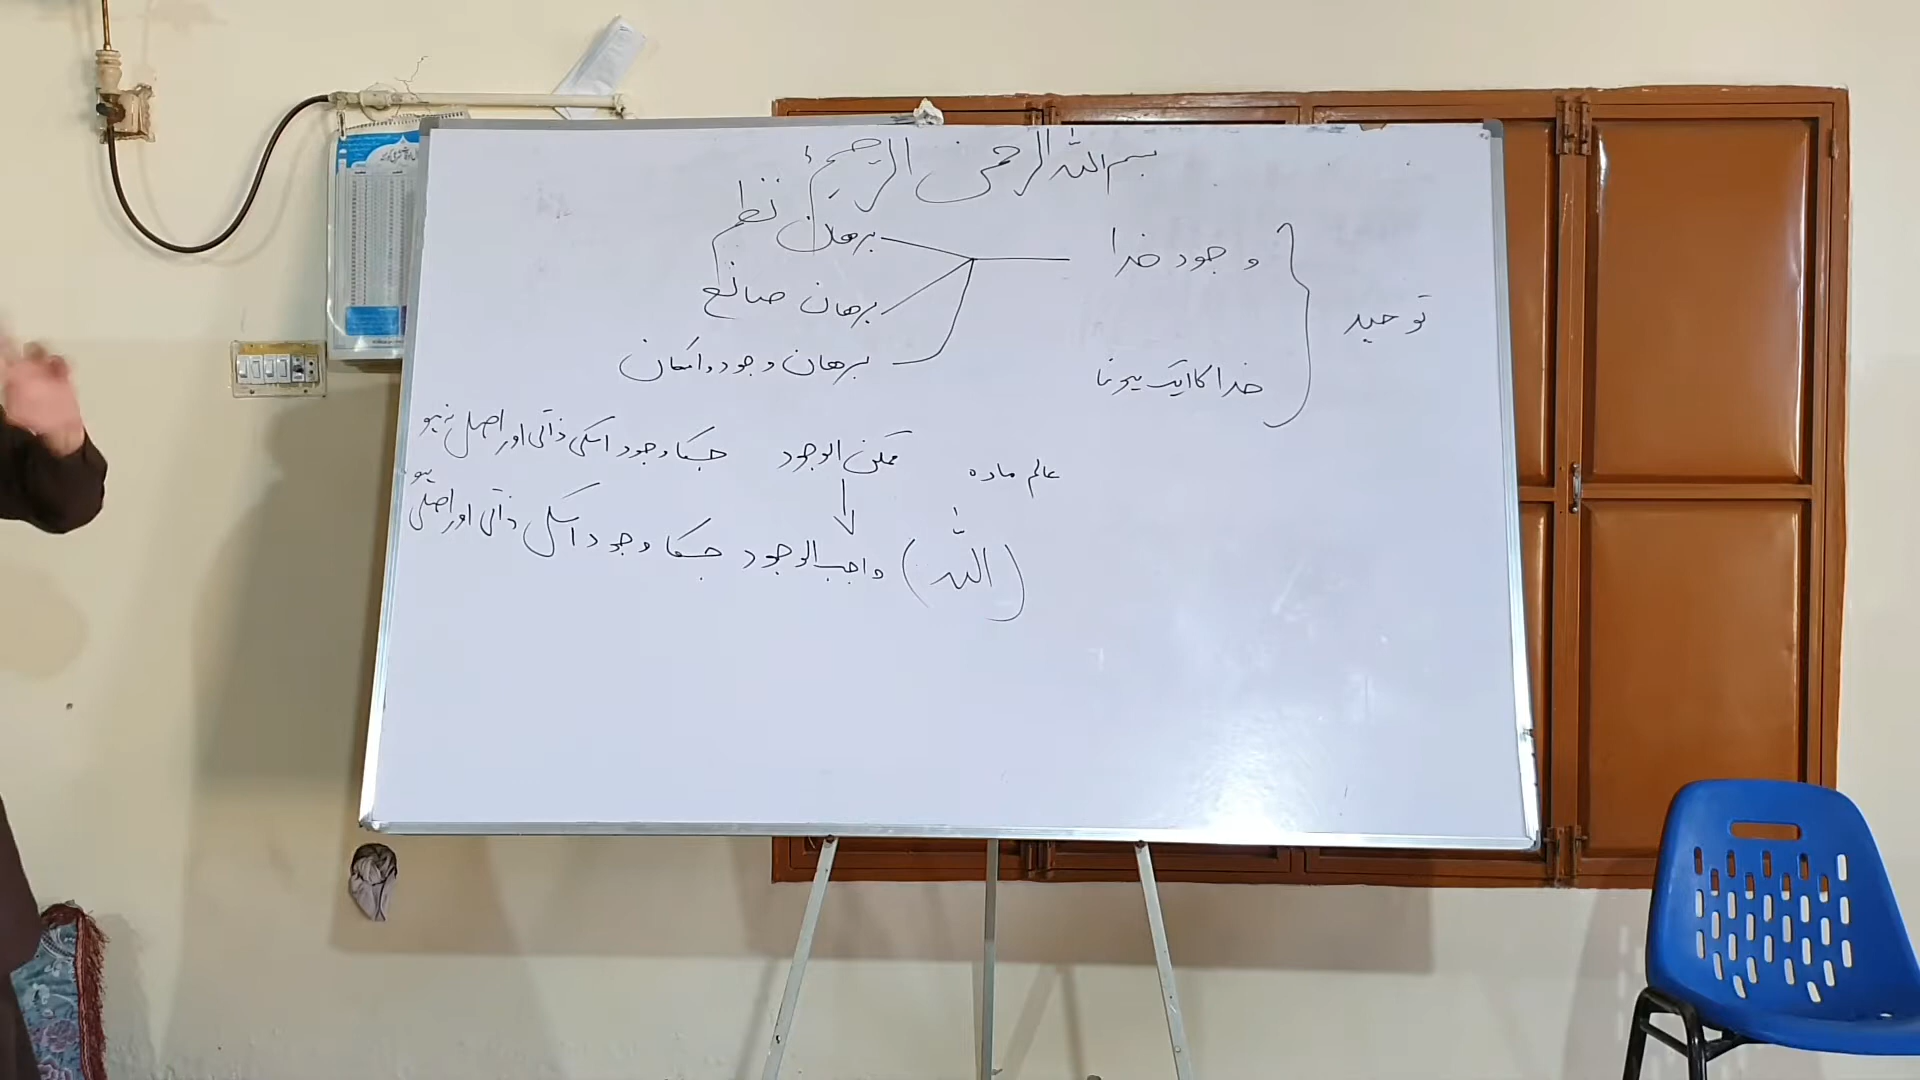 بسم اللہ الرحمن الرحیم
توحید
وجود خدا
برھان نظم
برھان صانع
برھان وجود و امکان
خدا کا ایک ہونا
عالم مادہ
ممکن الوجود جسکا وجود اسکی ذاتی اور اصلی نہ ہو
(اللہ) واجب الوجود جسکا وجود اسکی ذاتی اور اصلی ہو